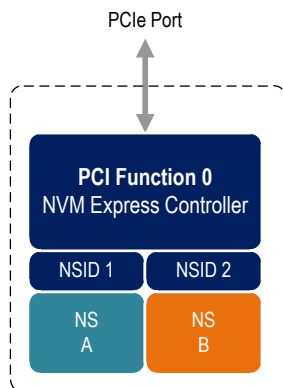 PCIe Port
PCI Function 0
NVM Express Controller
NSID 1
NSID 2
NS
A
NS
B